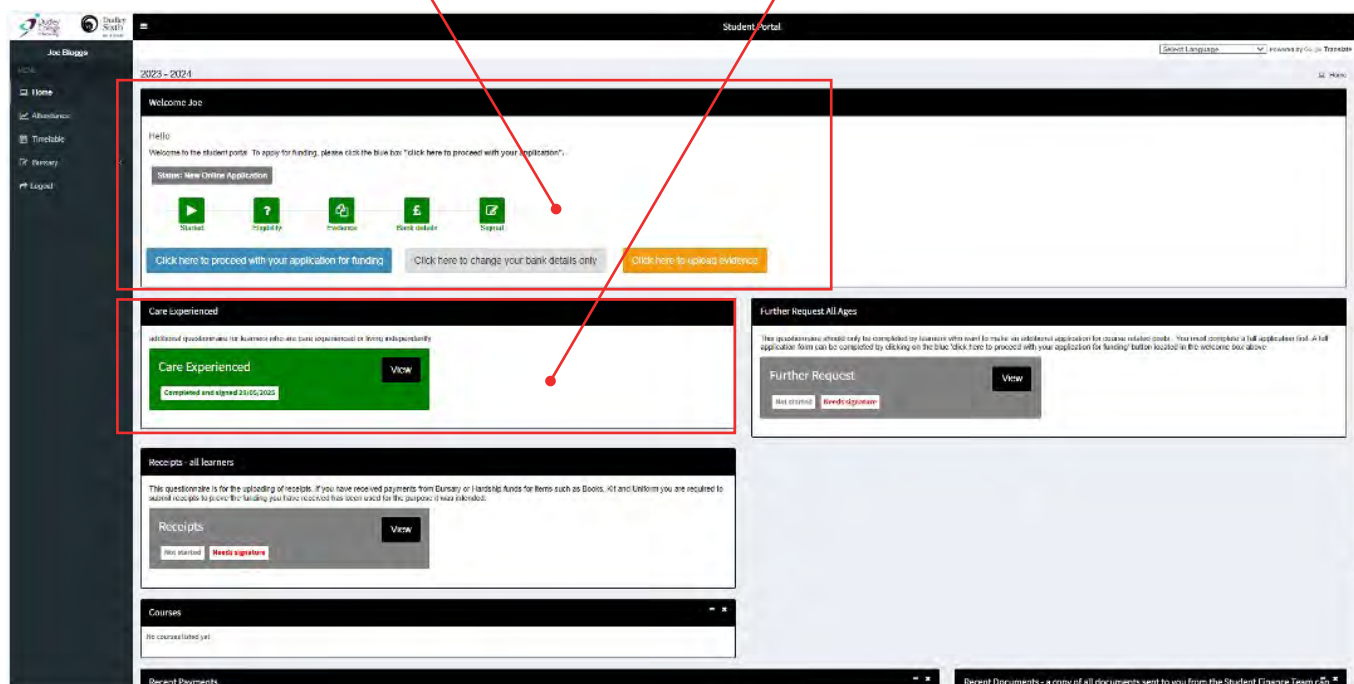 Dudley College
Dudley Sixth
Student Portal
Joe Bloggs
Select Language
Powered by Google Translate
MENU
2023 - 2024
Home
Home
Attendance
Timetable
Bursary
Logout
Welcome Joe
Hello
Welcome to the student portal. To apply for funding, please click the blue box "click here to proceed with your application".
Status: New Online Application
Started
Eligibility
Evidence
Bank details
Signed
Click here to proceed with your application for funding
Click here to change your bank details only
Click here to upload evidence
Care Experienced
additional questionnaire for learners who are care experienced or living independently
Care Experienced
View
Completed and signed 20/05/2025
Further Request All Ages
This questionnaire should only be completed by learners who want to make an additional application for course related costs. You must complete a full application first. A full
application form can be completed by clicking on the blue 'click here to proceed with your application for funding' button located in the welcome box above
Further Request
View
Not started
Needs signature
Receipts - all learners
This questionnaire is for the uploading of receipts. If you have received payments from Bursary or Hardship funds for items such as Books, Kit and Uniform you are required to
submit receipts to prove the funding you have received has been used for the purpose it was intended.
Receipts
View
Not started
Needs signature
Courses
No courses listed yet
Recent Payments
Recent Documents - a copy of all documents sent to you from the Student Finance Team can